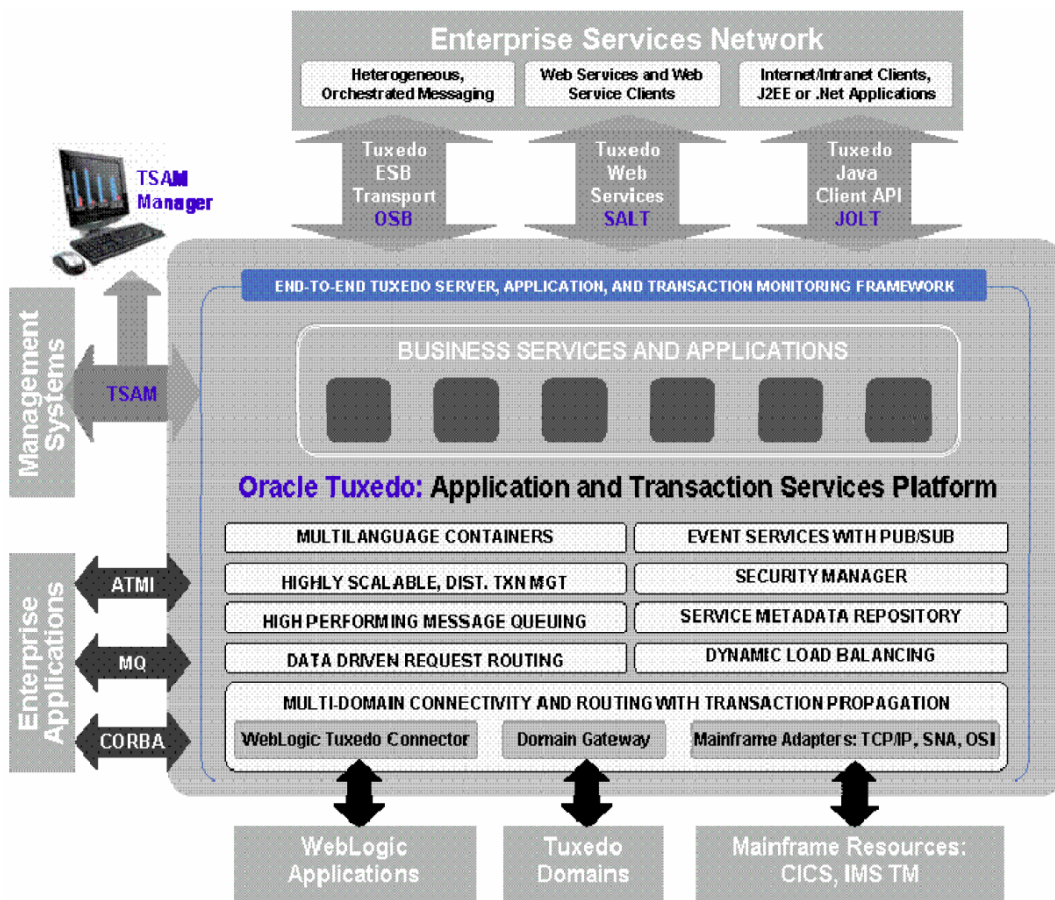 Enterprise Services Network
Heterogeneous,
Orchestrated Messaging
Web Services and Web
Service Clients
Internet/Intranet Clients,
J2EE or .Net Applications
Tuxedo
ESB
Transport
OSB
Tuxedo
Web
Services
SALT
Tuxedo
Java
Client API
JOLT
TSAM
Manager
Management
Systems
TSAM
END-TO-END TUXEDO SERVER, APPLICATION, AND TRANSACTION MONITORING FRAMEWORK
BUSINESS SERVICES AND APPLICATIONS
Oracle Tuxedo: Application and Transaction Services Platform
MULTILANGUAGE CONTAINERS
EVENT SERVICES WITH PUB/SUB
HIGHLY SCALABLE, DIST. TXN MGT
SECURITY MANAGER
HIGH PERFORMING MESSAGE QUEUING
SERVICE METADATA REPOSITORY
DATA DRIVEN REQUEST ROUTING
DYNAMIC LOAD BALANCING
MULTI-DOMAIN CONNECTIVITY AND ROUTING WITH TRANSACTION PROPAGATION
WebLogic Tuxedo Connector
Domain Gateway
Mainframe Adapters: TCP/IP, SNA, OSI
Enterprise
Applications
ATMI
MQ
CORBA
WebLogic
Applications
Tuxedo
Domains
Mainframe Resources:
CICS, IMS TM